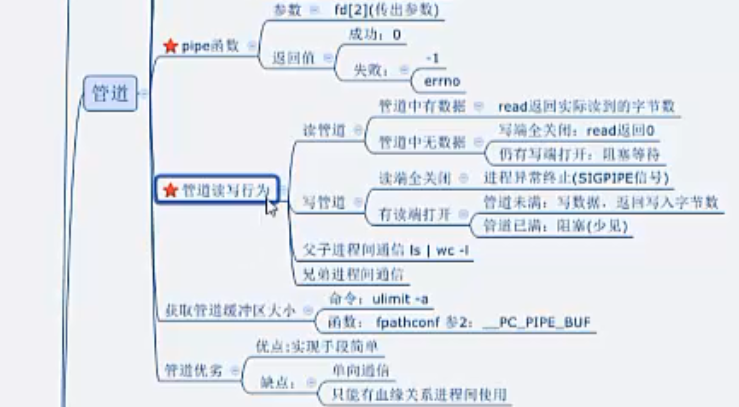 参数 fd[2](传出参数)
pipe函数
成功：0
返回值
失败：
-1
errno
管道
管道读写行为
读管道
管道中有数据 read返回实际读到的字节数
管道中无数据
写端全关闭：read返回0
仍有写端打开：阻塞等待
写管道
读端全关闭 进程异常终止(SIGPIPE信号)
有读端打开
管道未满：写数据，返回写入字节数
管道已满：阻塞(少见)
父子进程间通信 ls | wc -l
兄弟进程间通信
获取管道缓冲区大小
命令：ulimit -a
函数： fpathconf 参2： __PC_PIPE_BUF
管道优劣
优点:实现手段简单
缺点：
单向通信
只能有血缘关系进程间使用